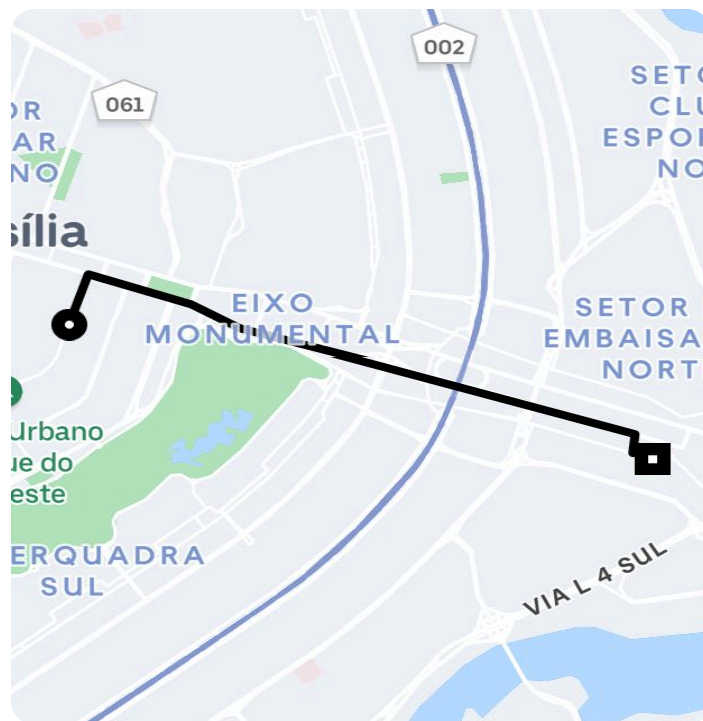 002
061
SETO
CLU
ESPOR
NO
OR
AR
NO
sília
EIXO
MONUMENTAL
SETOR
EMBAISA
NORT
Urbano
ue do
este
ERQUADRA
SUL
VIA L 4 SUL